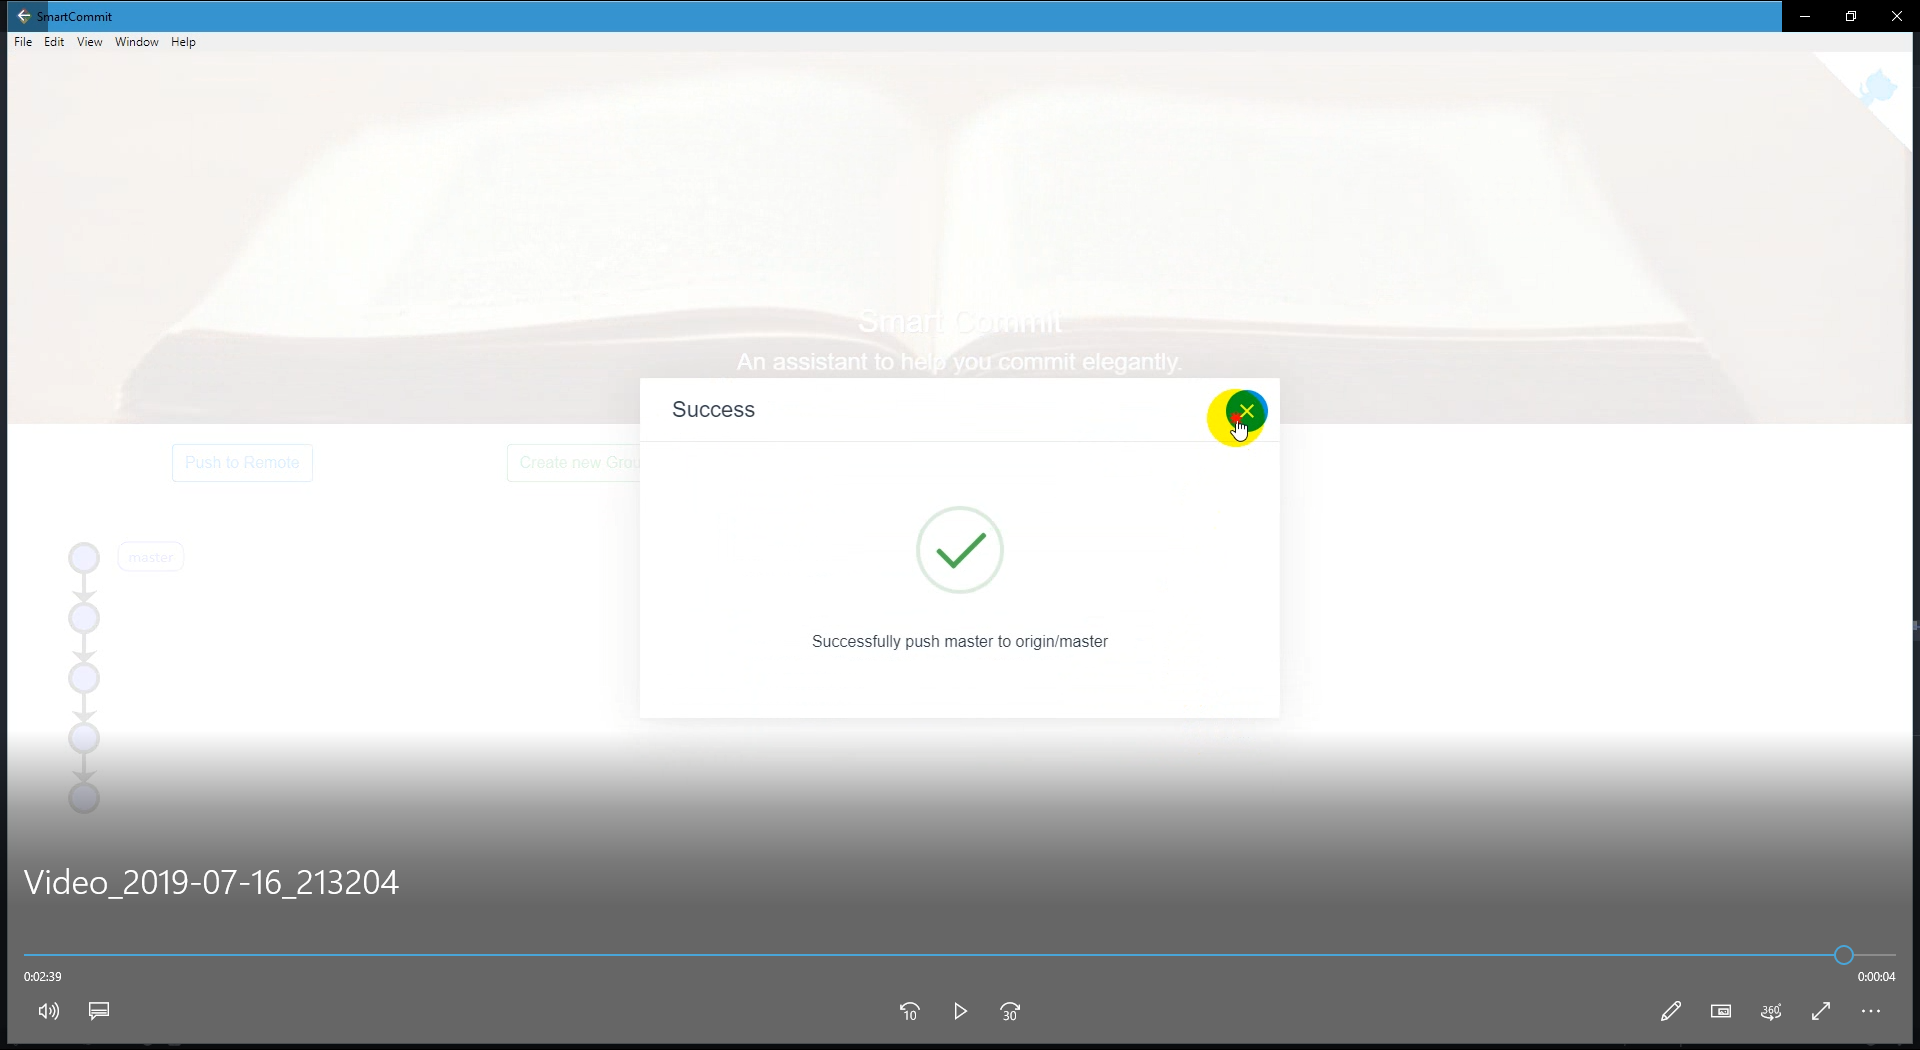 SmartCommit
File Edit View Window Help
Smart Commit
An assistant to help you commit elegantly.
Success
Push to Remote
Create new Grou
master
Successfully push master to origin/master
Video_2019-07-16_213204
0:02:39
0:00:04
10
30
360